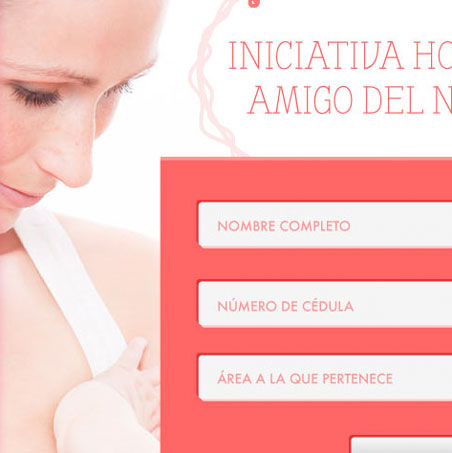 INICIATIVA HO
AMIGO DEL N
NOMBRE COMPLETO
NÚMERO DE CÉDULA
ÁREA A LA QUE PERTENECE